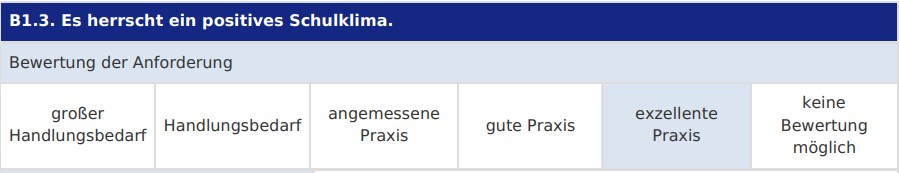 B1.3. Es herrscht ein positives Schulklima.
Bewertung der Anforderung
großer
Handlungsbedarf
Handlungsbedarf
angemessene
Praxis
gute Praxis
exzellente
Praxis
keine
Bewertung
möglich